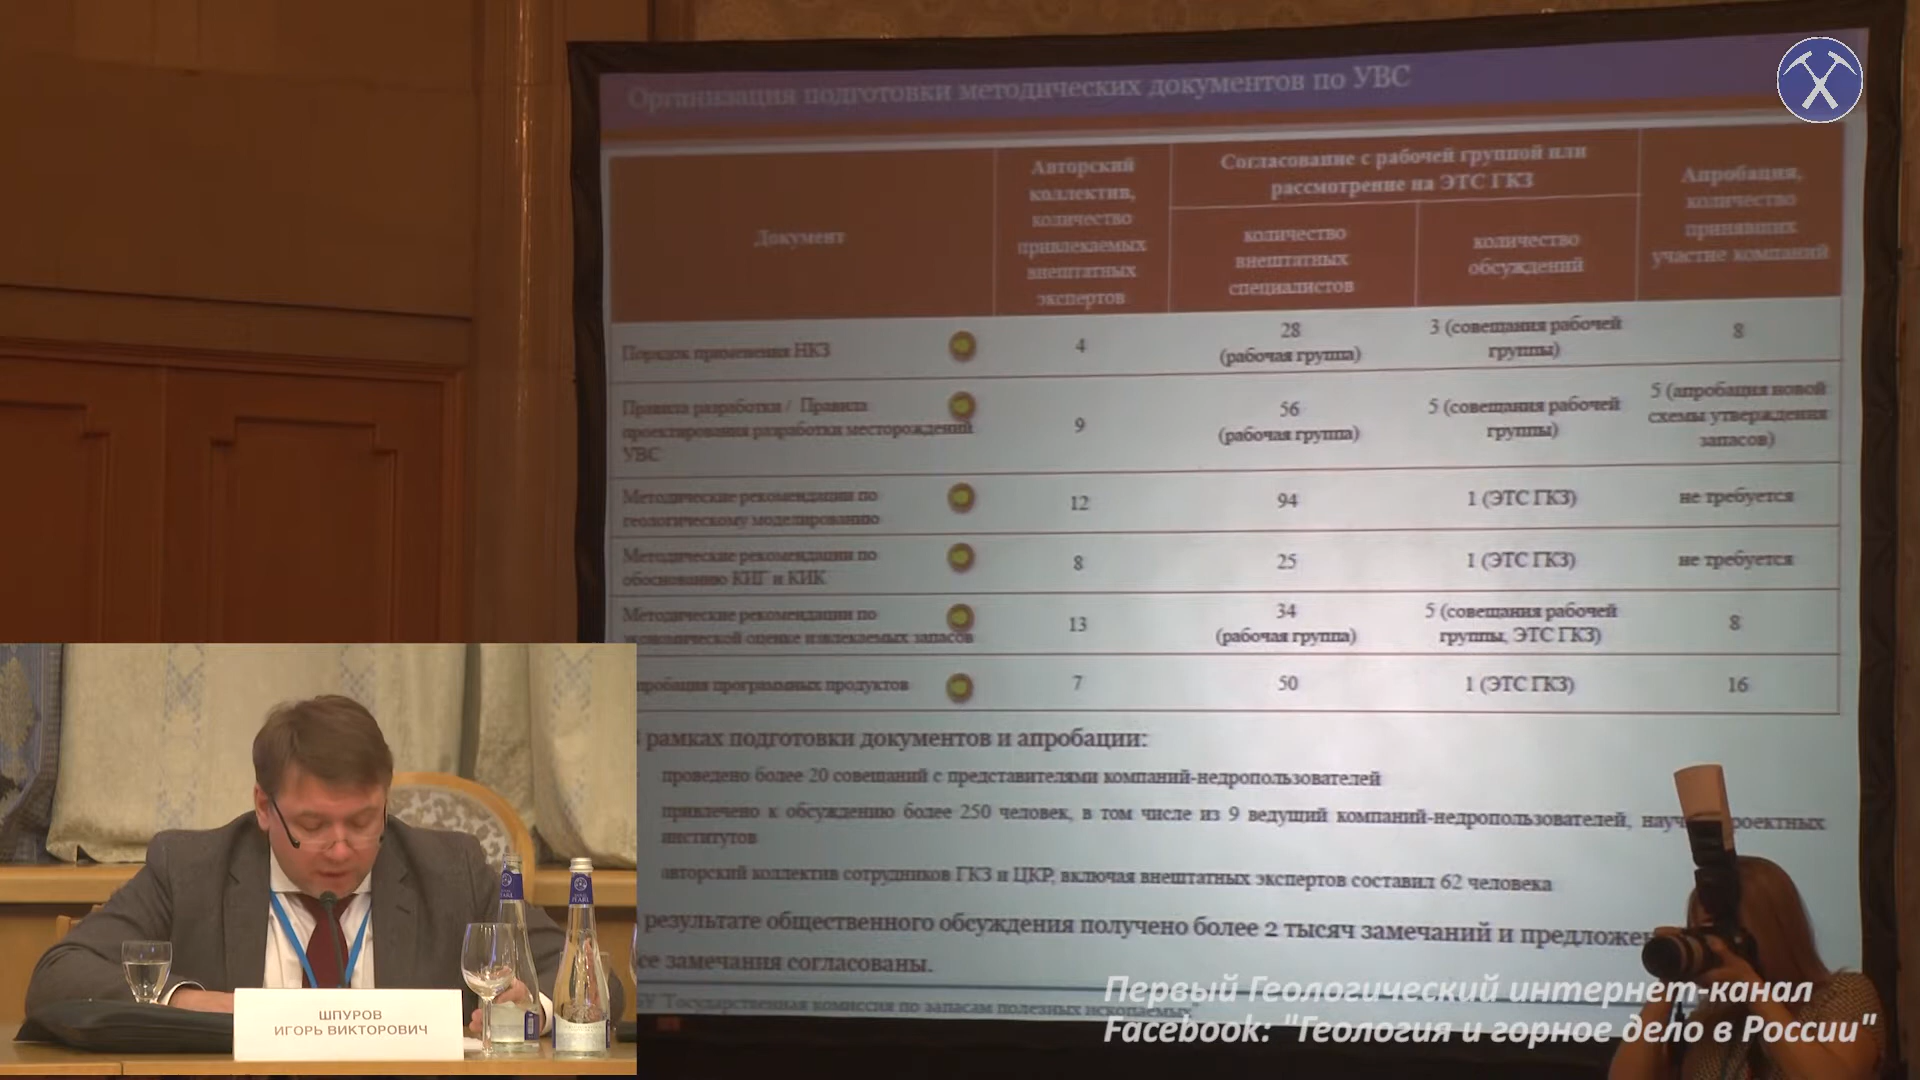 Организация подготовки методических документов по УВС
Документ
Авторский
коллектив,
количество
привлекаемых
внештатных
экспертов
Согласование с рабочей группой или
рассмотрение на ЭТС ГКЗ
количество
внештатных
специалистов
количество
обсуждений
Апробация,
количество
принявших
участие компаний
Порядок применения НКЗ
4
28
(рабочая группа)
3 (совещания рабочей
группы)
8
Правила разработки / Правила
проектирования разработки месторождений
УВС
9
56
(рабочая группа)
5 (совещания рабочей
группы)
5 (апробация новой
схемы утверждения
запасов)
Методические рекомендации по
геологическому моделированию
12
94
1 (ЭТС ГКЗ)
не требуется
Методические рекомендации по
обоснованию КИГ и КИК
8
25
1 (ЭТС ГКЗ)
не требуется
Методические рекомендации по
экономической оценке извлекаемых запасов
13
34
(рабочая группа)
5 (совещания рабочей
группы, ЭТС ГКЗ)
8
пробация программных продуктов
7
50
1 (ЭТС ГКЗ)
16
рамках подготовки документов и апробации:
проведено более 20 совещаний с представителями компаний-недропользователей
привлечено к обсуждению более 250 человек, в том числе из 9 ведущий компаний-недропользователей, науч роектных
институтов
авторский коллектив сотрудников ГКЗ и ЦКР, включая внештатных экспертов составил 62 человека
результате общественного обсуждения получено более 2 тысяч замечаний и предложен
се замечания согласованы.
"Государственная комиссия по запасам полезных ископаемых"
Первый Геологический интернет-канал
Facebook: "Геология и горное дело в России"
ШПУРОВ
ИГОРЬ ВИКТОРОВИЧ